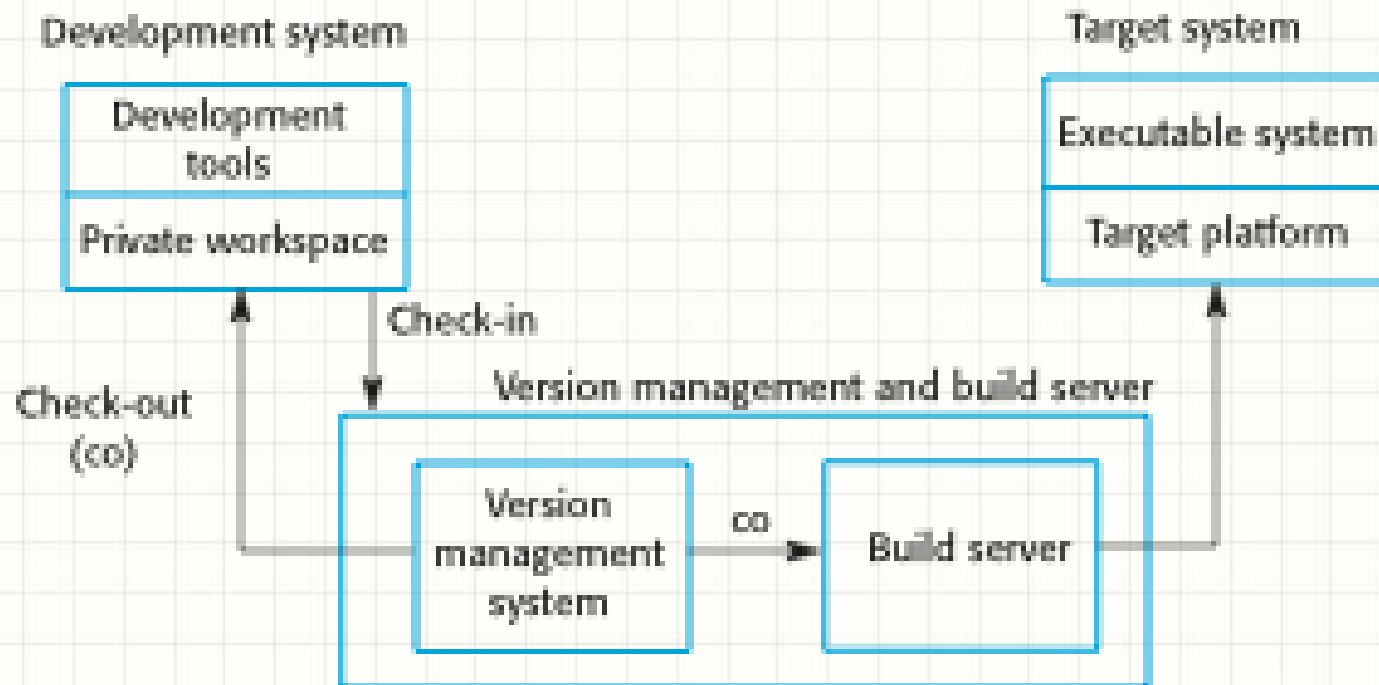 Development system
Target system
Development
tools
Private workspace
Executable system
Target platform
Check-in
Check-out
(co)
Version management and build server
Version
management
system
co
Build server